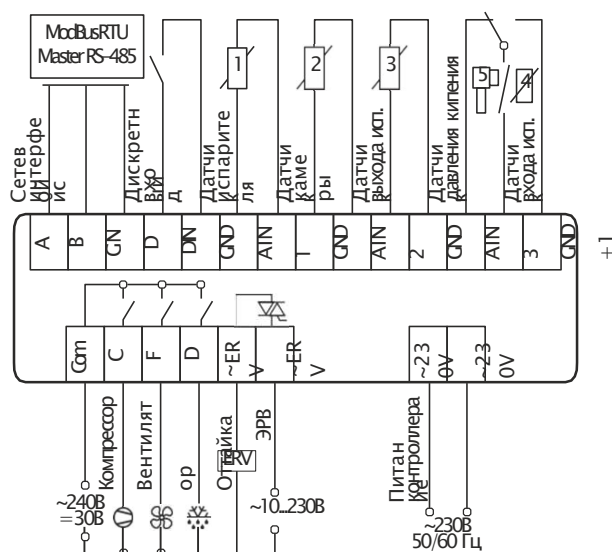 ModBusRTU
Master RS-485
1
2
3
5
4
Сетев
ой
интерфе
йс
Дискретн
ый
вхо
д
Датчи
к
испарите
ля
Датчи
к
каме
ры
Датчи
к
выхода исп.
Датчи
к
давления кипения
Датчи
к
входа исп.
A
B
GN
D
DIN
GND
AIN
1
GND
AIN
2
GND
AIN
3
GND
+1
Com
C
F
D
~ER
V
~ER
V
~23
0V
~23
0V
Компрессор
Вентилят
ор
Оттайка
ЭРВ
ERV
Питан
ие
контроллера
~240В
=30В
~10...230В
~230В
50/60 Гц